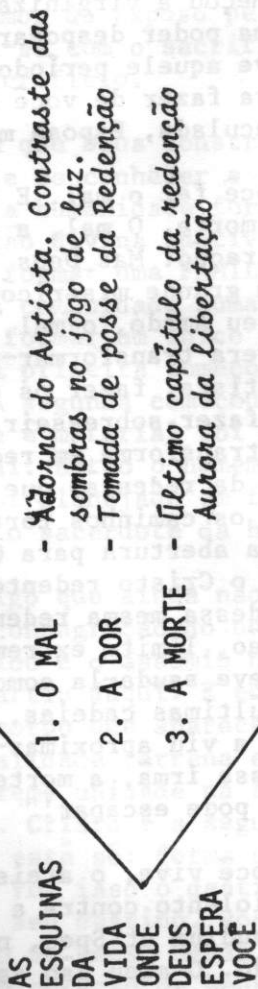 AS
ESQUINAS
DA
VIDA
ONDE
DEUS
ESPERA
VOCÊ
1. O MAL - Adorno do Artista. Contraste das
sombras no jogo de luz.
2. A DOR - Tomada de posse da Redenção
3. A MORTE - Último capítulo da redenção
Aurora da libertação